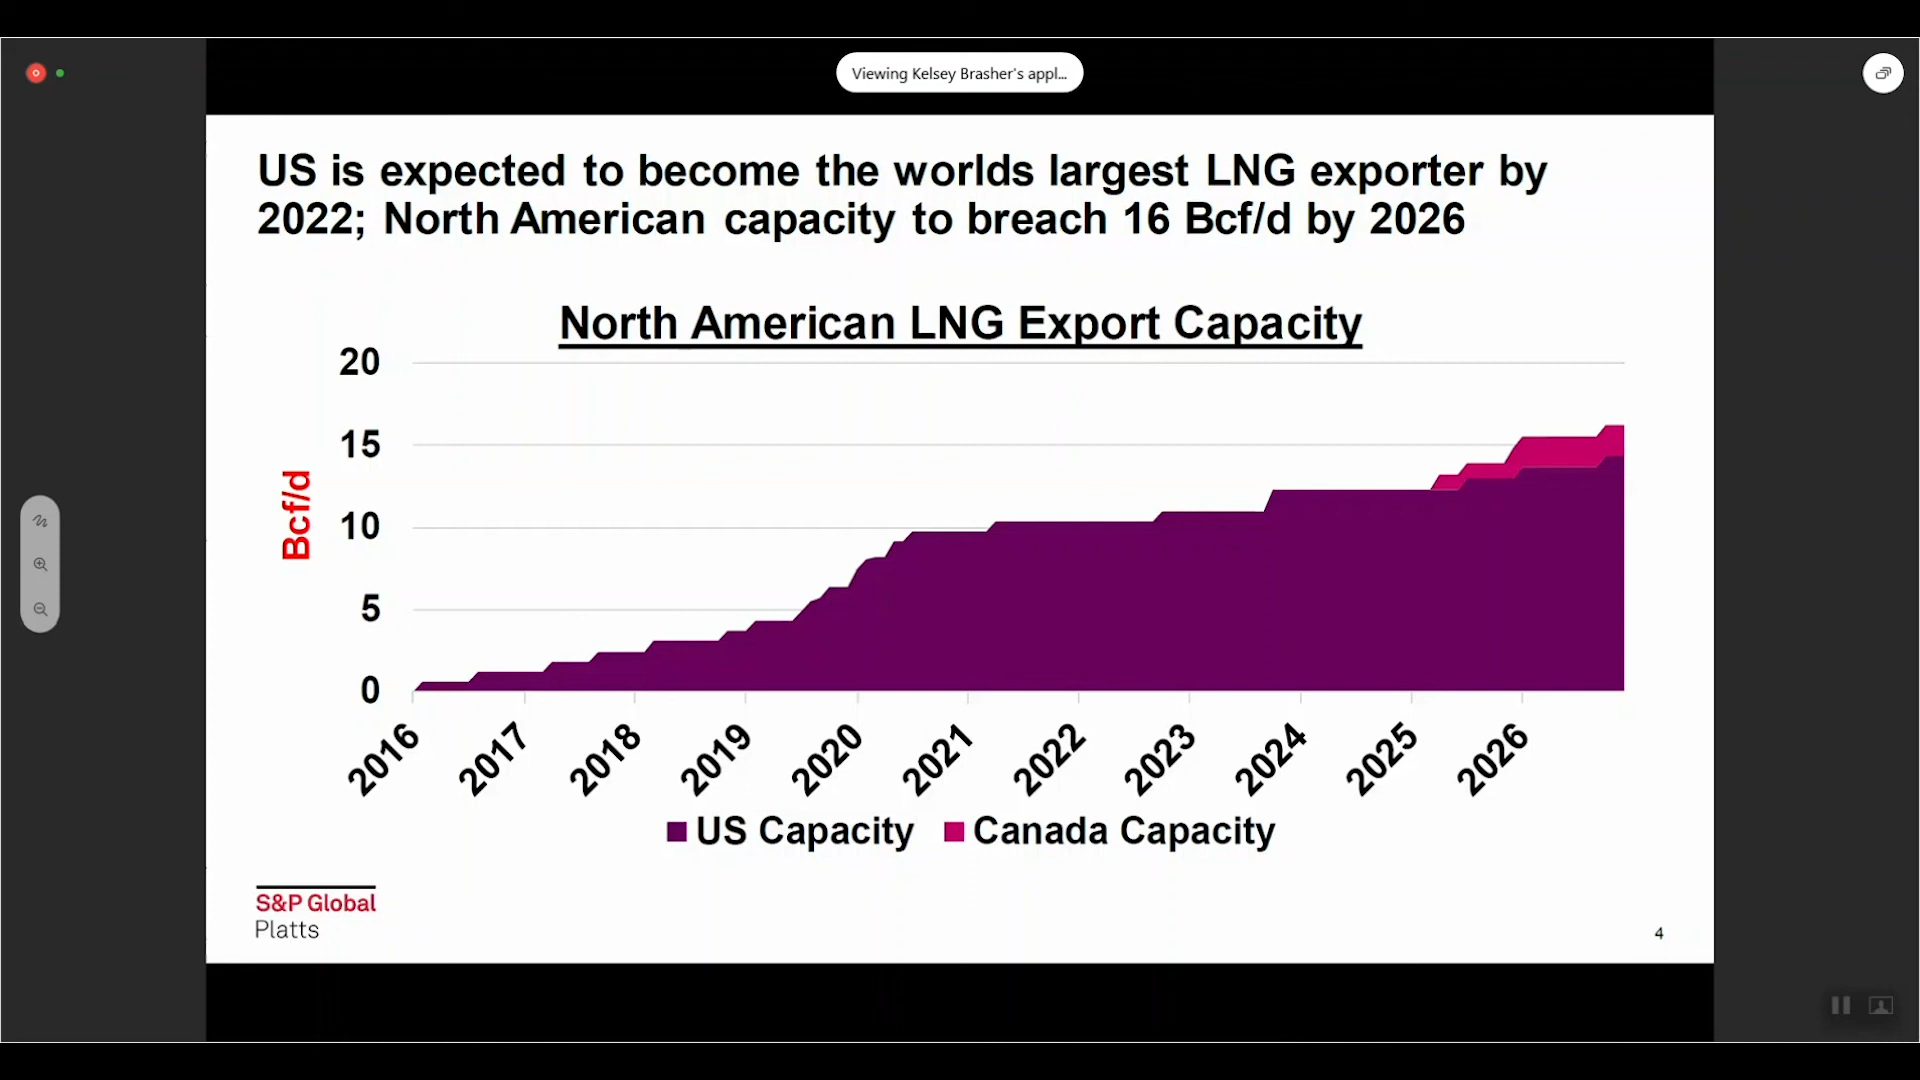 Viewing Kelsey Brasher's appl...
US is expected to become the worlds largest LNG exporter by
2022; North American capacity to breach 16 Bcf/d by 2026
North American LNG Export Capacity
Bcf/d
20
15
10
5
0
2016 2017 2018 2019 2020 2021 2022 2023 2024 2025 2026
US Capacity Canada Capacity
S&P Global
Platts
4